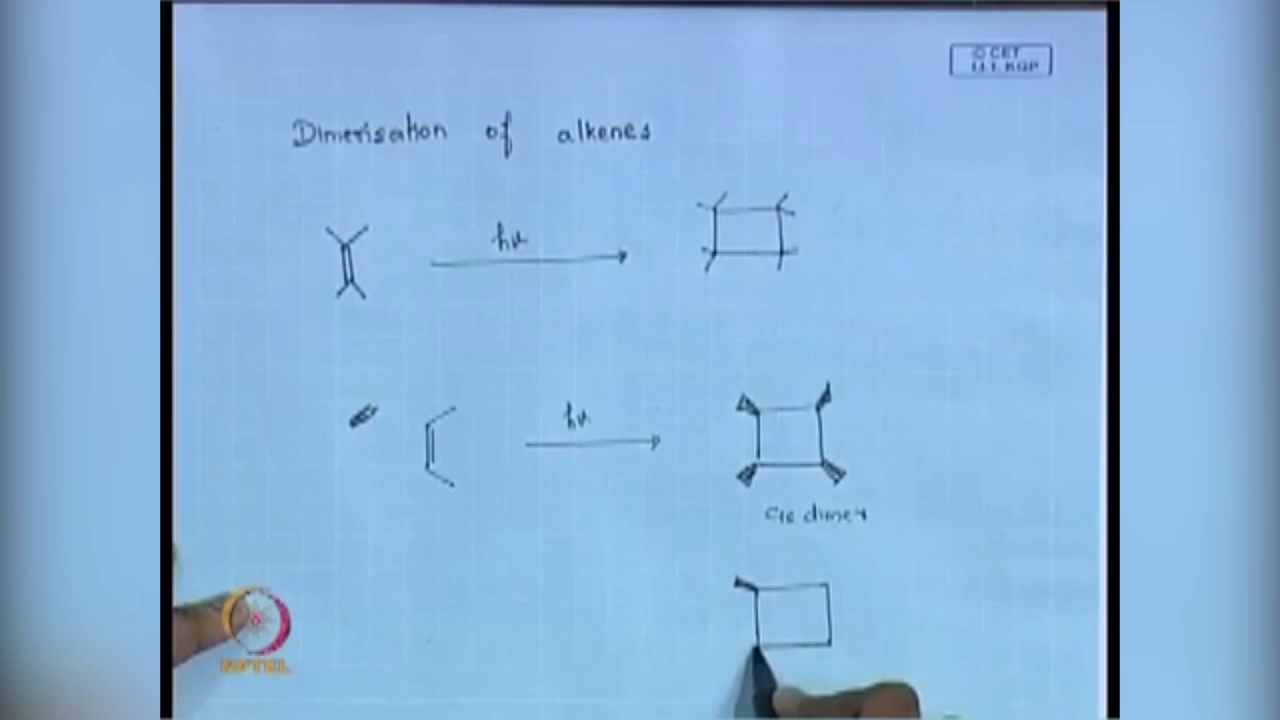 © CET
I.I.T. KGP
Dimerisation of alkenes
hν
hν
Cis dimer
NPTEL